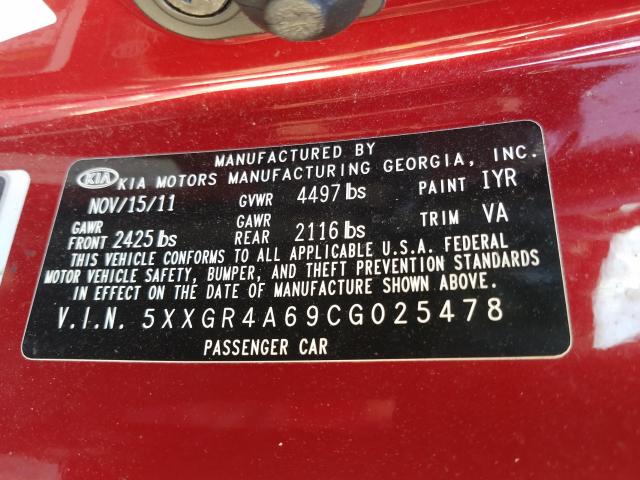 MANUFACTURED BY
KIA KIA MOTORS MANUFACTURING GEORGIA, INC.
NOV/15/11 GVWR 4497 lbs PAINT IYR
GAWR FRONT 2425 lbs GAWR REAR 2116 lbs TRIM VA
THIS VEHICLE CONFORMS TO ALL APPLICABLE U.S.A. FEDERAL
MOTOR VEHICLE SAFETY, BUMPER, AND THEFT PREVENTION STANDARDS
IN EFFECT ON THE DATE OF MANUFACTURE SHOWN ABOVE.
V.I.N. 5XXGR4A69CG025478
PASSENGER CAR